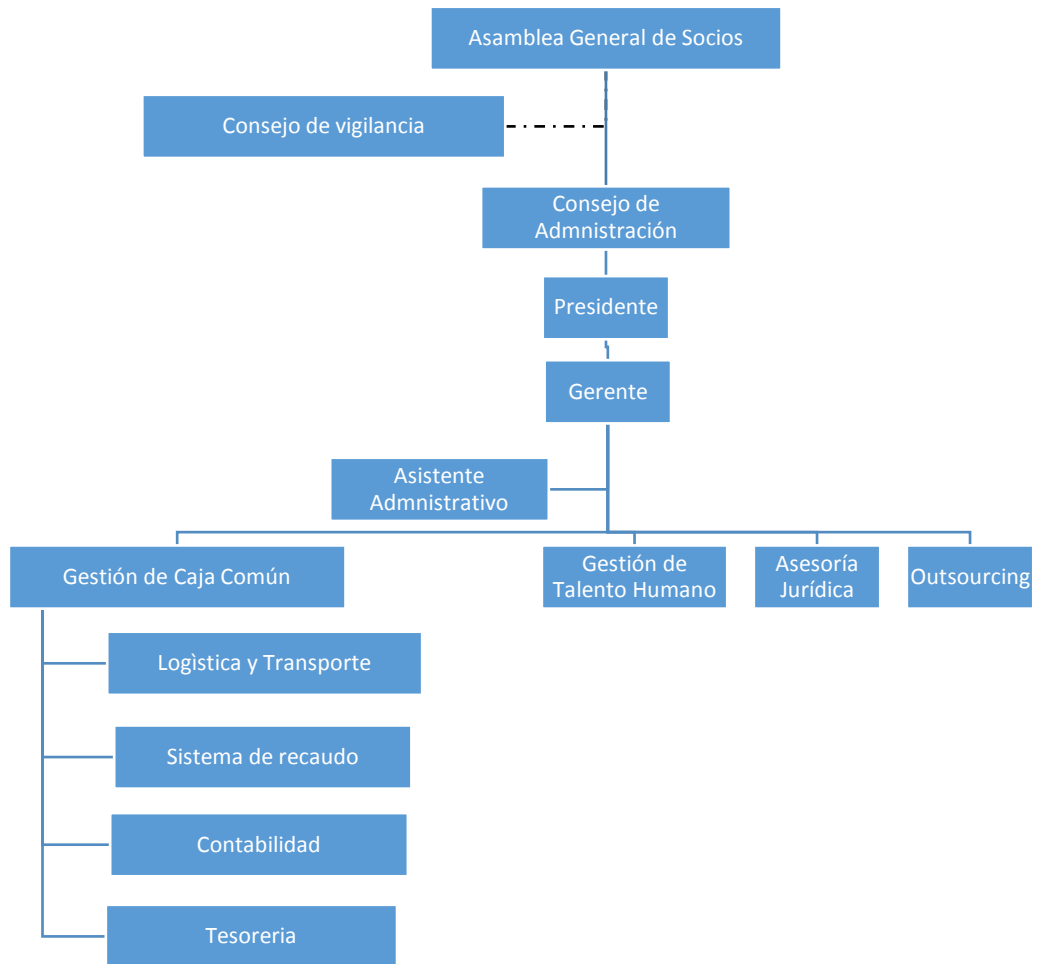 Asamblea General de Socios
Consejo de vigilancia
Consejo de
Admnistración
Presidente
Gerente
Asistente
Admnistrativo
Gestión de Caja Común
Gestión de
Talento Humano
Asesoría
Jurídica
Outsourcing
Logìstica y Transporte
Sistema de recaudo
Contabilidad
Tesoreria